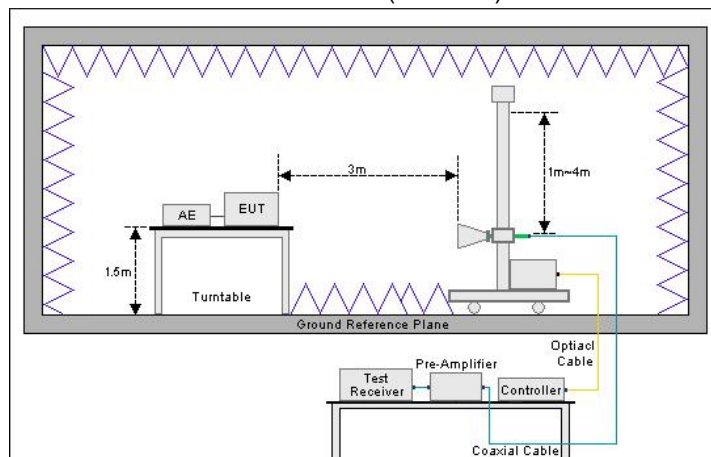 3m
1m~4m
AE
EUT
1.5m
Turntable
Ground Reference Plane
Optiacl
Cable
Pre-Amplifier
Test
Receiver
Controller
Coaxial Cable